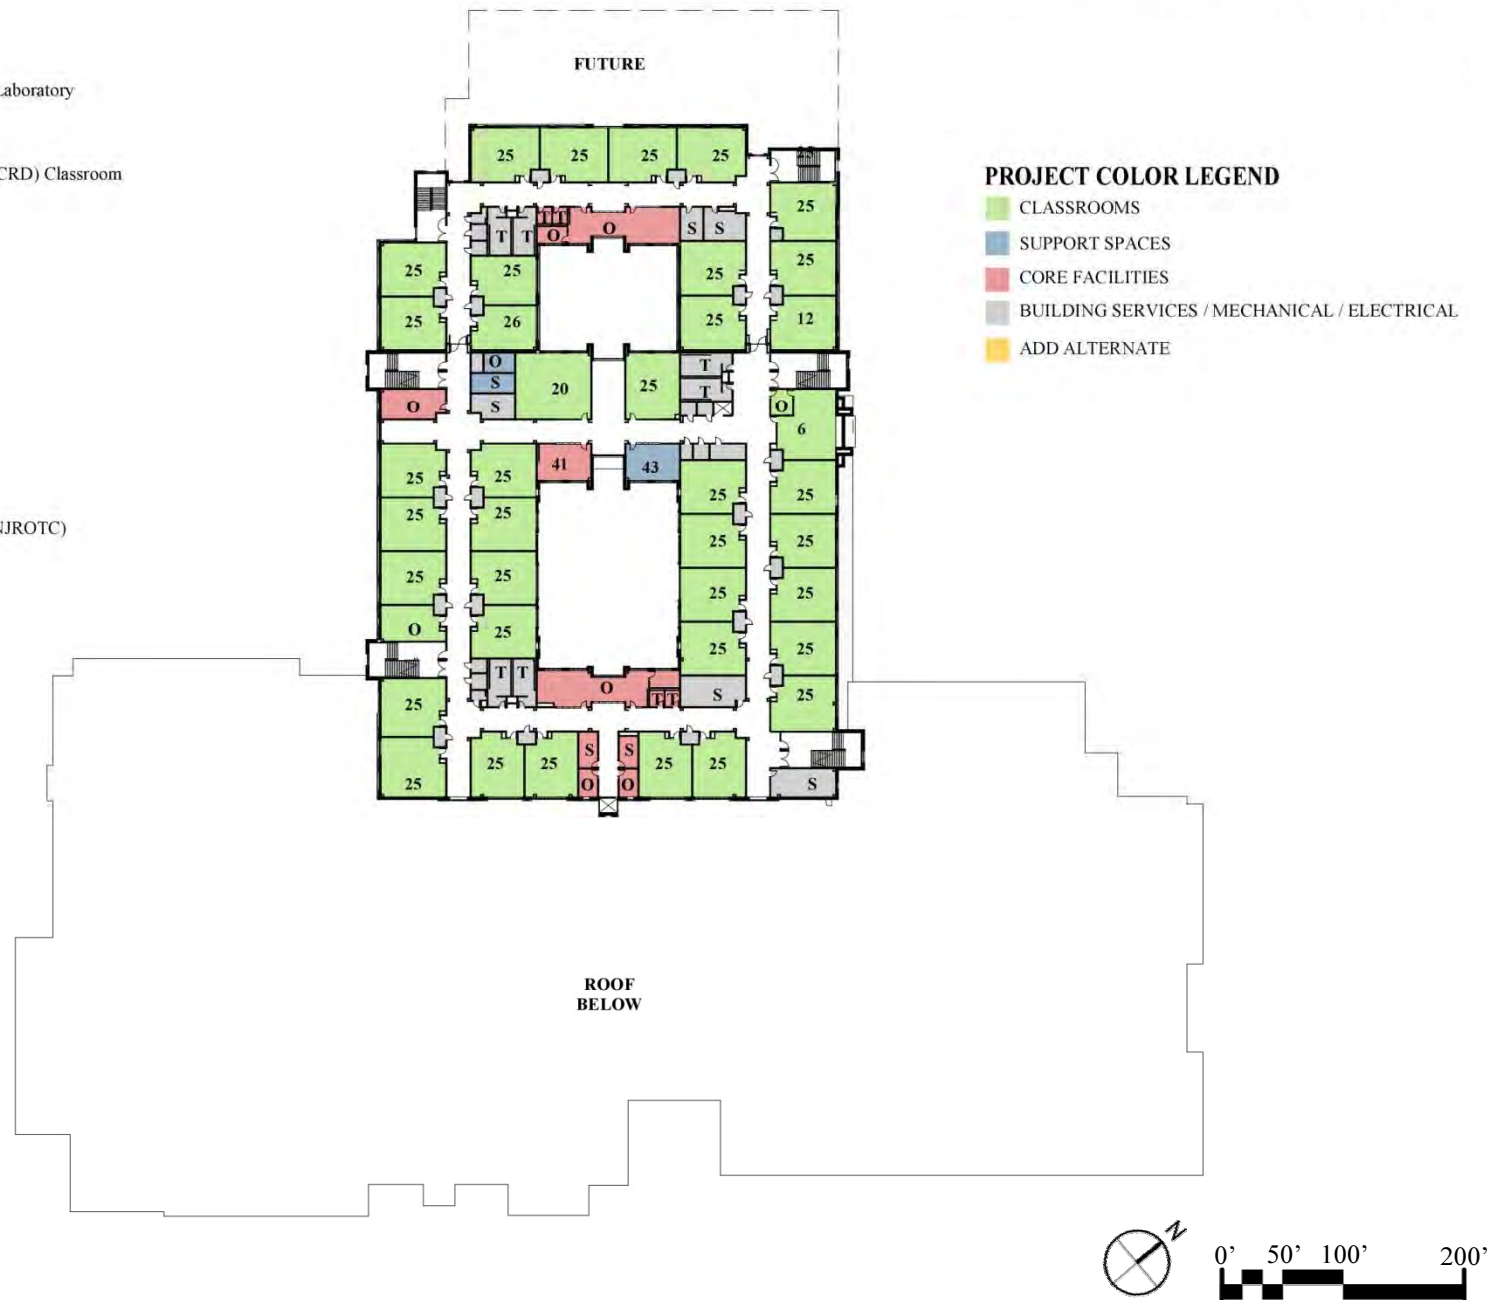 FUTURE
Laboratory
CRD) Classroom
NJROTC)
PROJECT COLOR LEGEND
CLASSROOMS
SUPPORT SPACES
CORE FACILITIES
BUILDING SERVICES / MECHANICAL / ELECTRICAL
ADD ALTERNATE
25 25 25 25
25
T T T T O O S S
25 25 25 25
25 26 25 12
O T
S 20 25 T
O S O
6
41 43
25 25 25 25
25 25 25 25
25 25 25 25
O 25 25 25
T T O T T S 25
25
25 25 S S 25 25
25 O O S
ROOF
BELOW
N
0' 50' 100' 200'